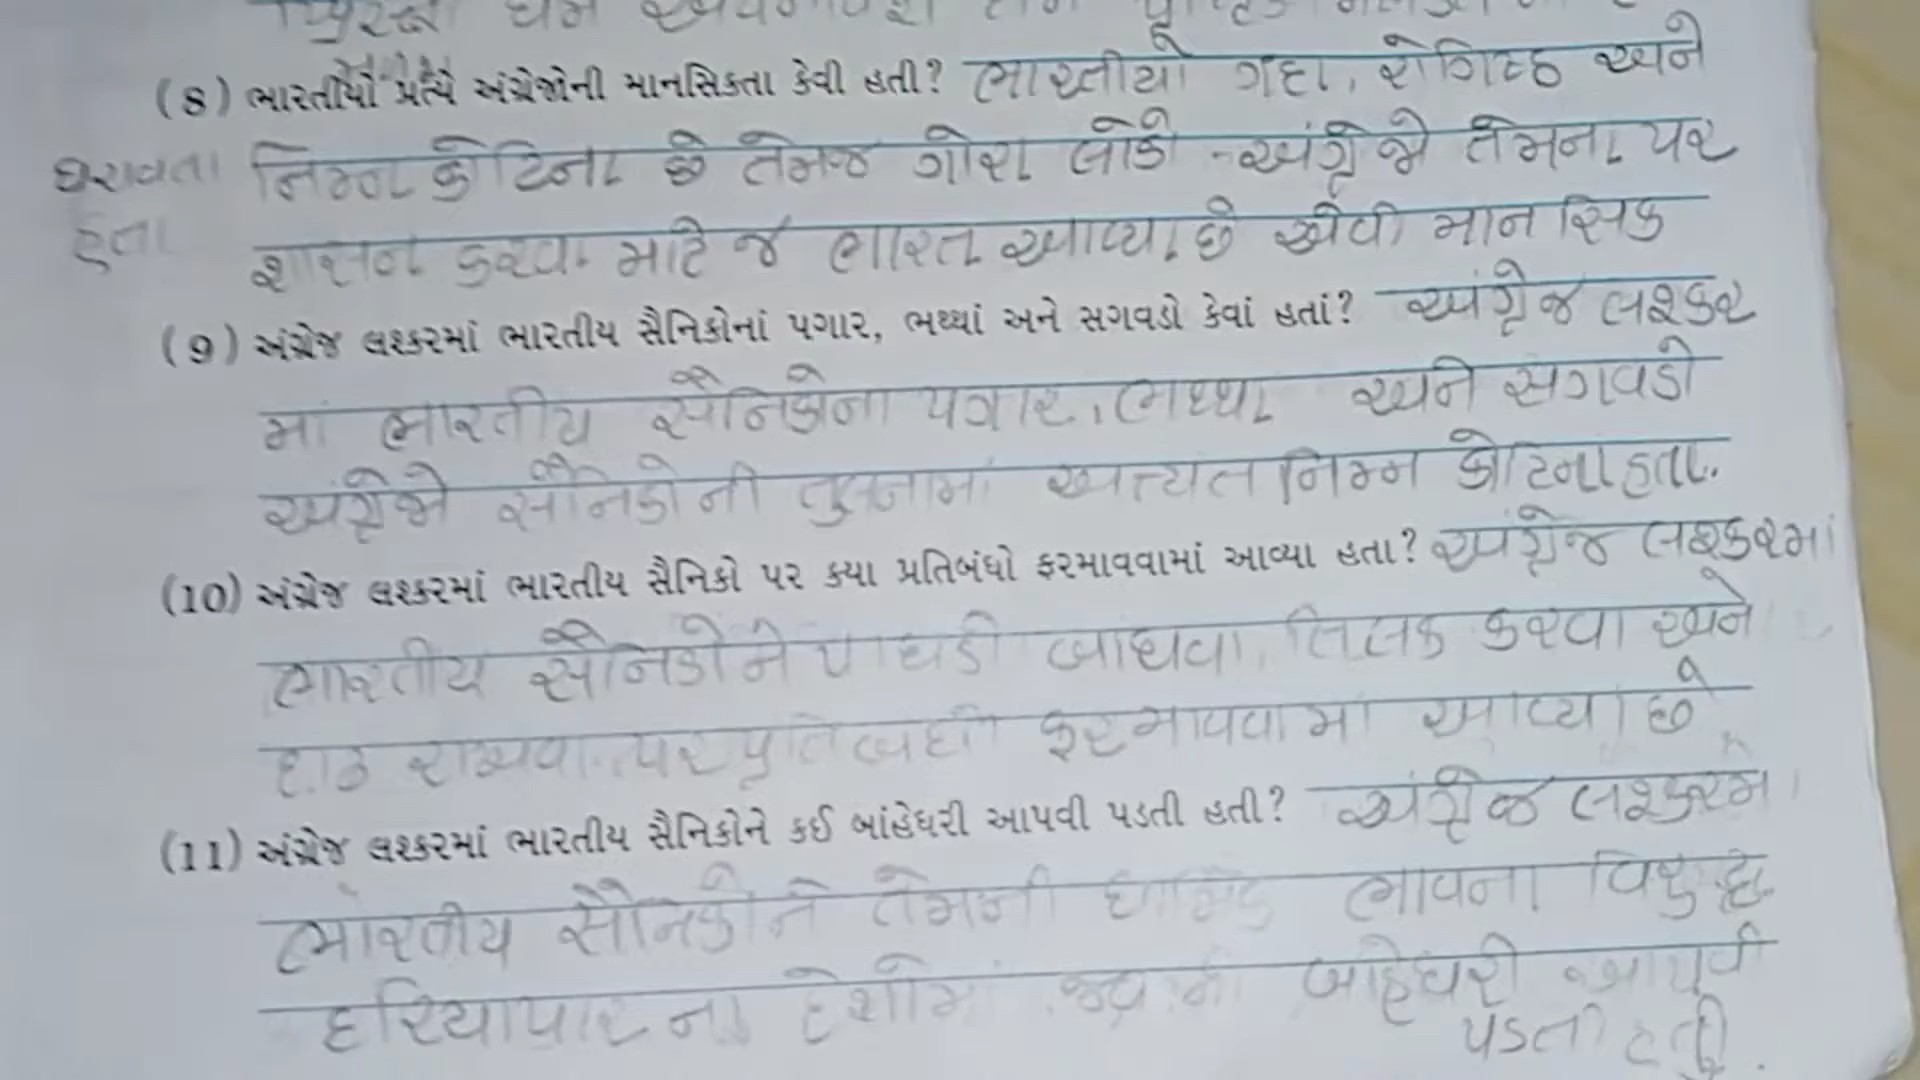 ધર્મ
(8) ભારતીયો પ્રત્યે અંગ્રેજોની માનસિકતા કેવી હતી? ભારતીયો ગંદા, રોગિષ્ઠ અને
ધરાવતા નિમ્ન કોટિના છે તેમજ ગોરા લોકો -અંગ્રેજો તેમના પર
હતા શાસન કરવા માટે જ ભારત આવ્યા છે એવી માનસિક
(9) અંગ્રેજ લશ્કરમાં ભારતીય સૈનિકોનાં પગાર, ભથ્થાં અને સગવડો કેવાં હતાં? અંગ્રેજ લશ્કર
માં ભારતીય સૈનિકોના પગાર, ભથ્થા અને સગવડો
અંગ્રેજો સૈનિકોની તુલનામાં અત્યંત નિમ્ન કોટિના હતા.
(10) અંગ્રેજ લશ્કરમાં ભારતીય સૈનિકો પર કયા પ્રતિબંધો ફરમાવવામાં આવ્યા હતા? અંગ્રેજ લશ્કરમાં
ભારતીય સૈનિકોને પાઘડી બાંધવા, તિલક કરવા અને
દાઢી રાખવા પર પ્રતિબંધો ફરમાવવામાં આવ્યા છે
(11) અંગ્રેજ લશ્કરમાં ભારતીય સૈનિકોને કઈ બાંહેધરી આપવી પડતી હતી? અંગ્રેજ લશ્કરમાં
ભારતીય સૈનિકોને તેમની ધાર્મિક ભાવના વિરુદ્ધ
દરિયાપારના દેશોમાં જવાની બાંહેધરી આપવી
પડતી હતી.